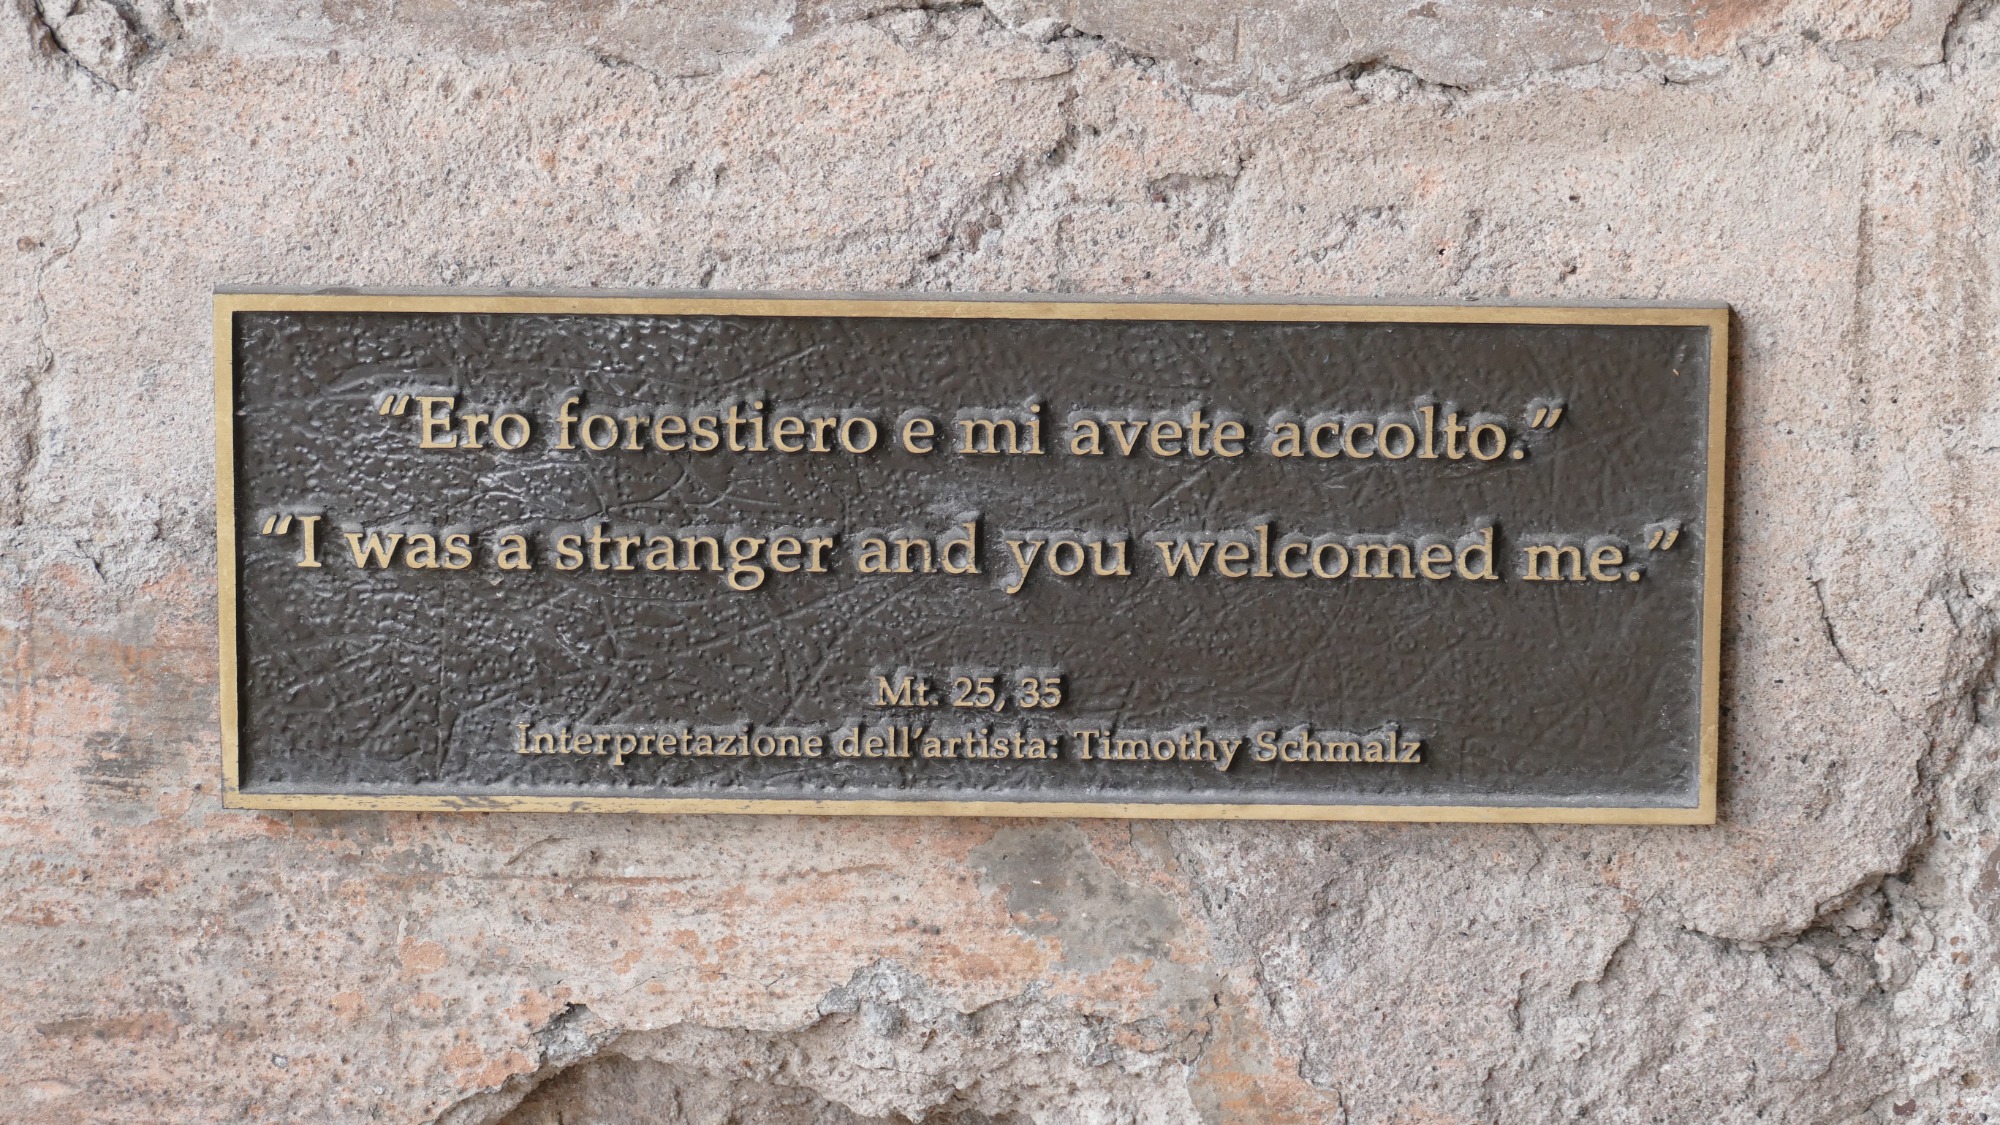 “Ero forestiero e mi avete accolto.”
“I was a stranger and you welcomed me.”
Mt. 25, 35
Interpretazione dell’artista: Timothy Schmalz